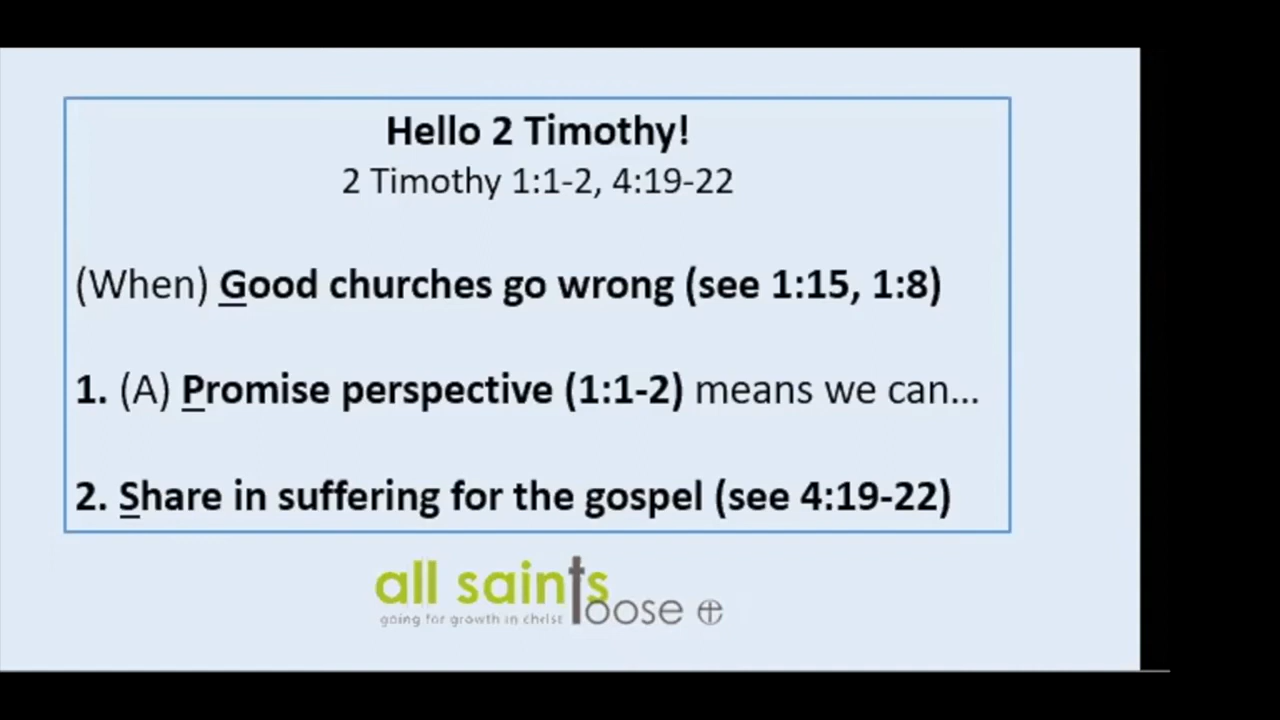 Hello 2 Timothy!
2 Timothy 1:1-2, 4:19-22
(When) Good churches go wrong (see 1:15, 1:8)
1. (A) Promise perspective (1:1-2) means we can...
2. Share in suffering for the gospel (see 4:19-22)
all saints
going for growth in christ
loose